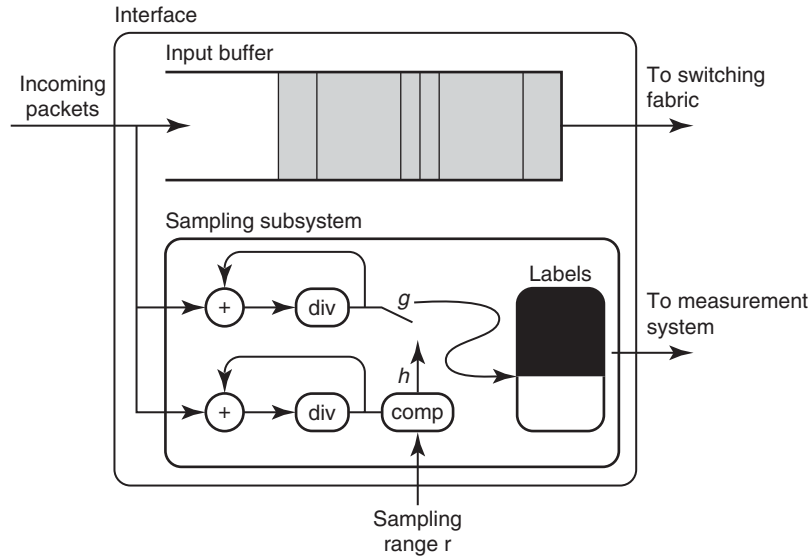 Interface
Input buffer
Incoming
packets
To switching
fabric
Sampling subsystem
Labels
+
div
g
To measurement
system
h
+
div
comp
Sampling
range r